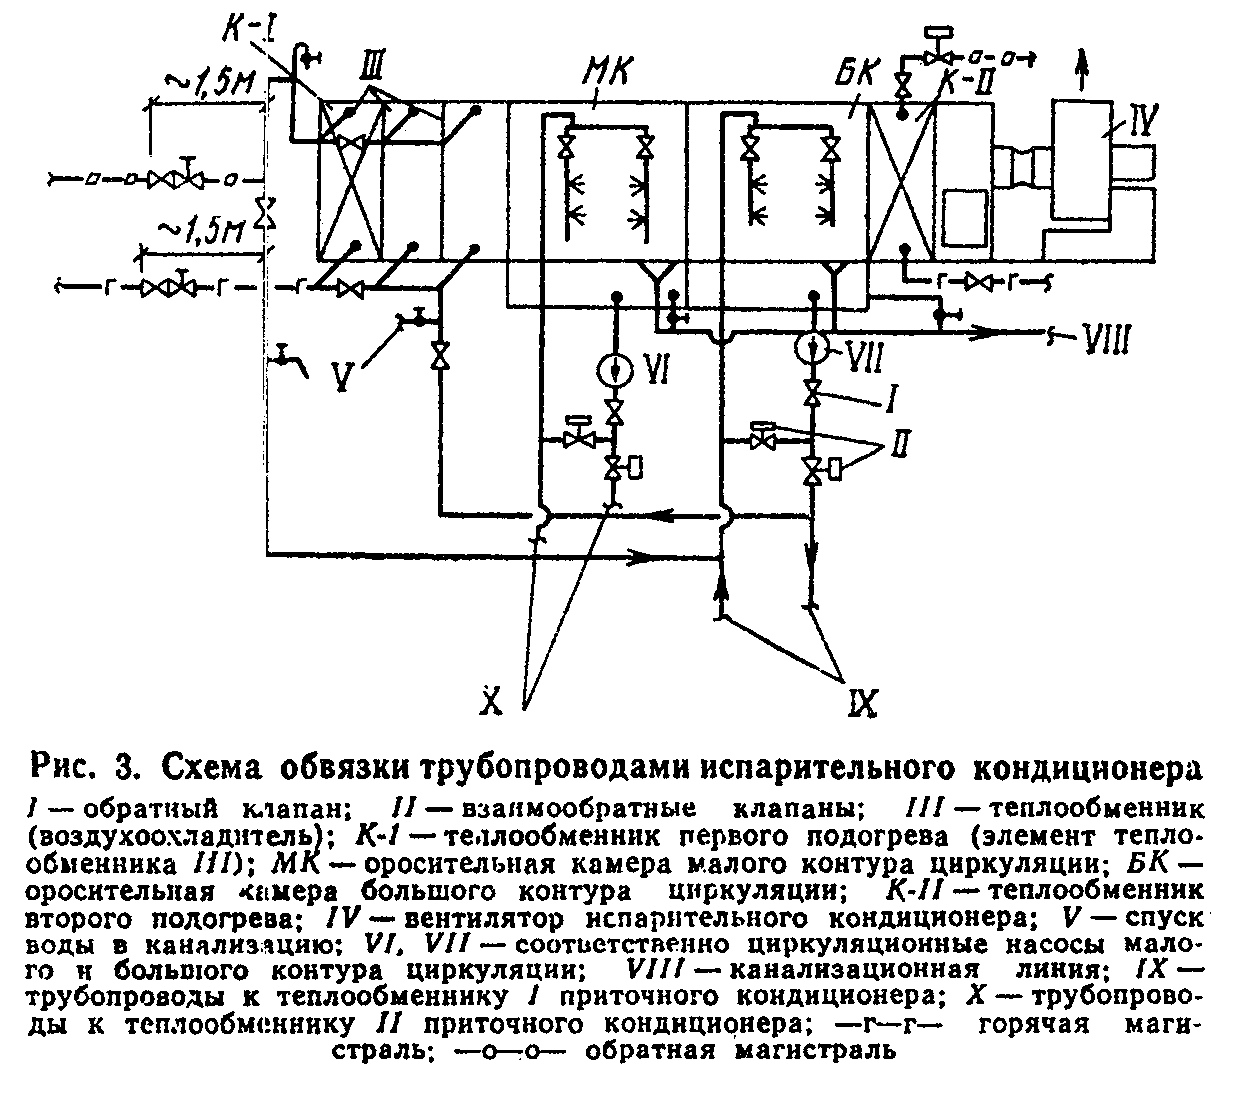 К-I
III
МК
БК
К-II
~1,5м
IV
~1,5м
г г г
г г
V
VI
VII
VIII
I
II
X
IX
Рис. 3. Схема обвязки трубопроводами испарительного кондиционера
I — обратный клапан; II — взаимообратные клапаны; III — теплообменник
(воздухоохладитель); К-I — теплообменник первого подогрева (элемент тепло-
обменника III); МК — оросительная камера малого контура циркуляции; БК —
оросительная камера большого контура циркуляции; К-II — теплообменник
второго подогрева; IV — вентилятор испарительного кондиционера; V — спуск
воды в канализацию; VI, VII — соответственно циркуляционные насосы мало-
го и большого контура циркуляции; VIII — канализационная линия; IX —
трубопроводы к теплообменнику I приточного кондиционера; X — трубопрово-
ды к теплообменнику II приточного кондиционера; —г—г— горячая маги-
страль; —о—о— обратная магистраль